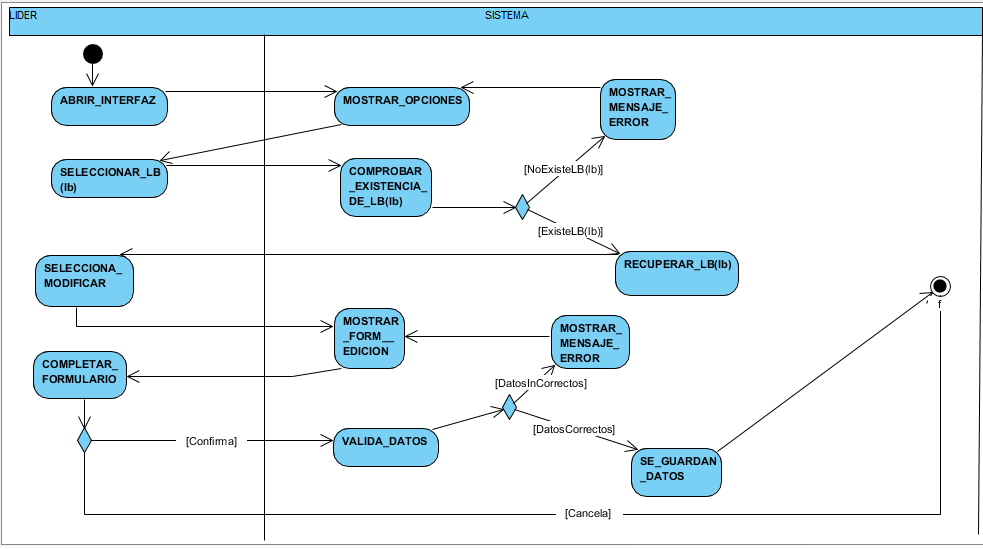 LIDER
SISTEMA
ABRIR_INTERFAZ
MOSTRAR_OPCIONES
MOSTRAR_
MENSAJE_
ERROR
SELECCIONAR_LB
(lb)
COMPROBAR
_EXISTENCIA_
DE_LB(lb)
[NoExisteLB(lb)]
[ExisteLB(lb)]
RECUPERAR_LB(lb)
SELECCIONA_
MODIFICAR
MOSTRAR
_FORM__
EDICION
MOSTRAR_
MENSAJE_
ERROR
COMPLETAR_
FORMULARIO
[DatosInCorrectos]
[DatosCorrectos]
[Confirma]
VALIDA_DATOS
SE_GUARDAN
_DATOS
[Cancela]